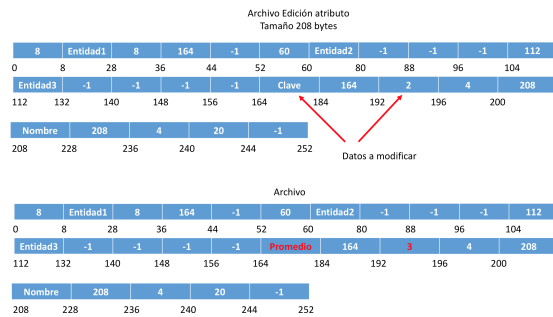 Archivo Edición atributo
Tamaño 208 bytes
8 Entidad1 8 164 -1 60 Entidad2 -1 -1 -1 112
0 8 28 36 44 52 60 80 88 96 104
Entidad3 -1 -1 -1 -1 Clave 164 2 4 208
112 132 140 148 156 164 184 192 196 200
Nombre 208 4 20 -1
208 228 236 240 244 252
Datos a modificar
Archivo
8 Entidad1 8 164 -1 60 Entidad2 -1 -1 -1 112
0 8 28 36 44 52 60 80 88 96 104
Entidad3 -1 -1 -1 -1 Promedio 164 3 4 208
112 132 140 148 156 164 184 192 196 200
Nombre 208 4 20 -1
208 228 236 240 244 252